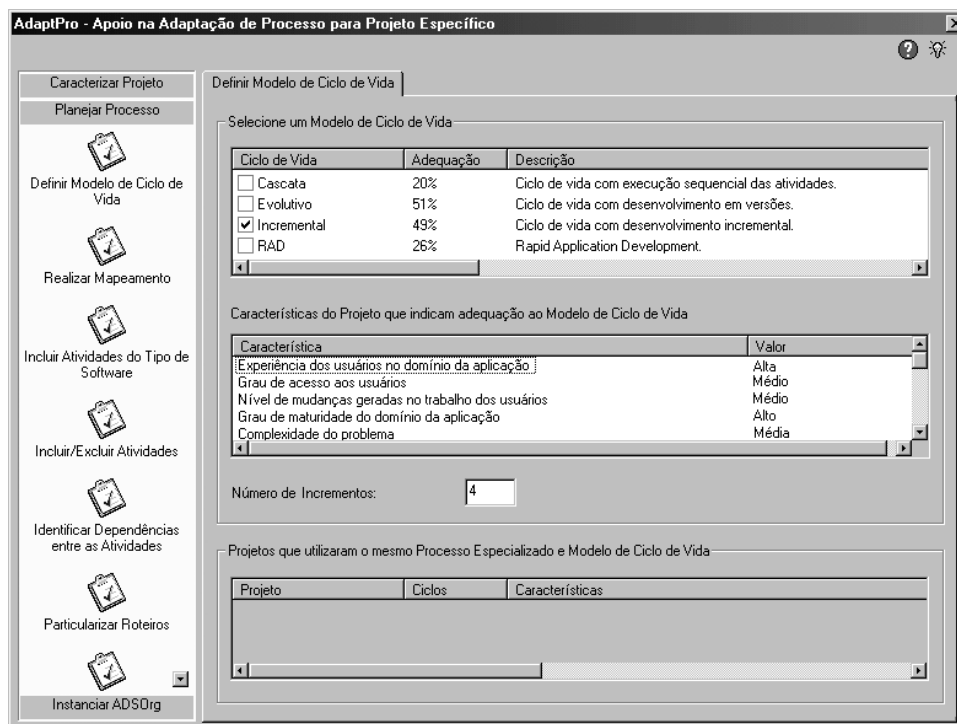 AdaptPro - Apoio na Adaptação de Processo para Projeto Específico
Caracterizar Projeto
Planejar Processo
Definir Modelo de Ciclo de
Vida
Realizar Mapeamento
Incluir Atividades do Tipo de
Software
Incluir/Excluir Atividades
Identificar Dependências
entre as Atividades
Particularizar Roteiros
Instanciar ADSOrg
Definir Modelo de Ciclo de Vida
Selecione um Modelo de Ciclo de Vida
Ciclo de Vida Adequação Descrição
Cascata 20% Ciclo de vida com execução sequencial das atividades.
Evolutivo 51% Ciclo de vida com desenvolvimento em versões.
Incremental 49% Ciclo de vida com desenvolvimento incremental.
RAD 26% Rapid Application Development.
Características do Projeto que indicam adequação ao Modelo de Ciclo de Vida
Característica Valor
Experiência dos usuários no domínio da aplicação Alta
Grau de acesso aos usuários Médio
Nível de mudanças geradas no trabalho dos usuários Médio
Grau de maturidade do domínio da aplicação Alto
Complexidade do problema Média
Número de Incrementos: 4
Projetos que utilizaram o mesmo Processo Especializado e Modelo de Ciclo de Vida
Projeto Ciclos Características